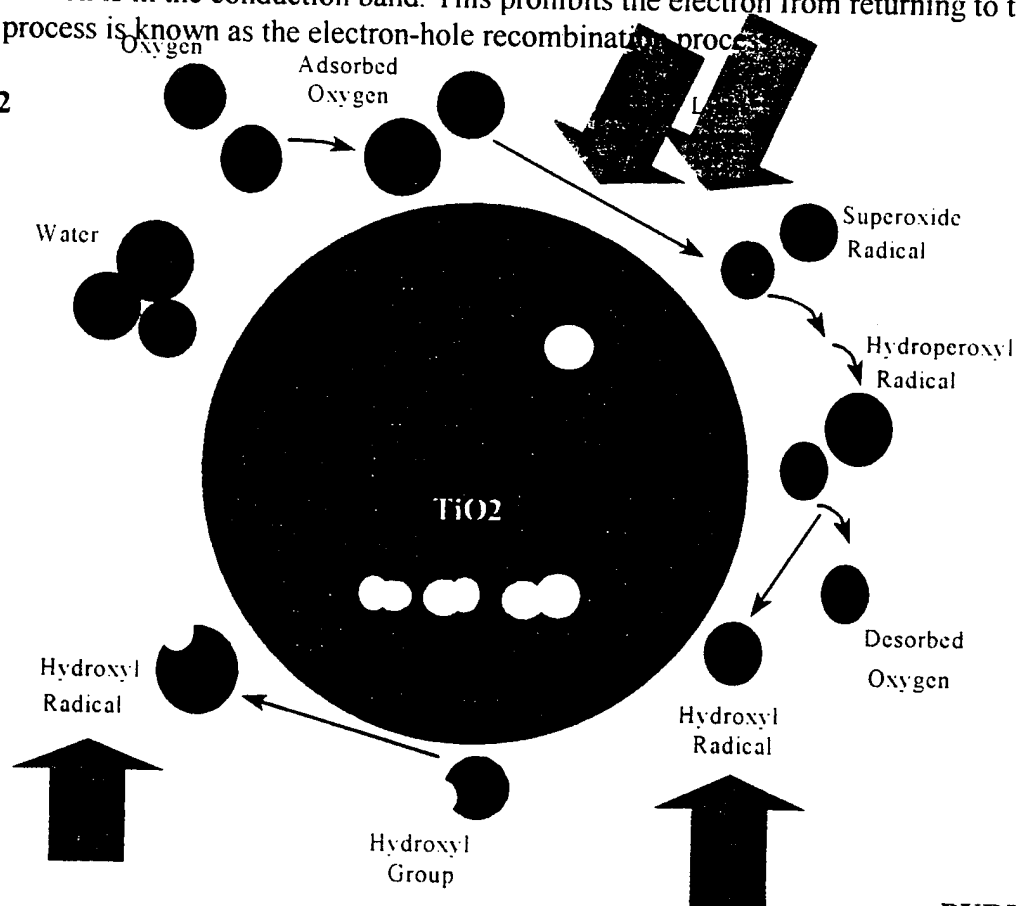 in the conduction band. This prohibits the electron from returning to
process is known as the electron-hole recombination process
Oxygen
Adsorbed
Oxygen
2
L
Superoxide
Radical
Water
Hydroperoxyl
Radical
TiO2
Desorbed
Oxygen
Hydroxyl
Radical
Hydroxyl
Radical
Hydroxyl
Group